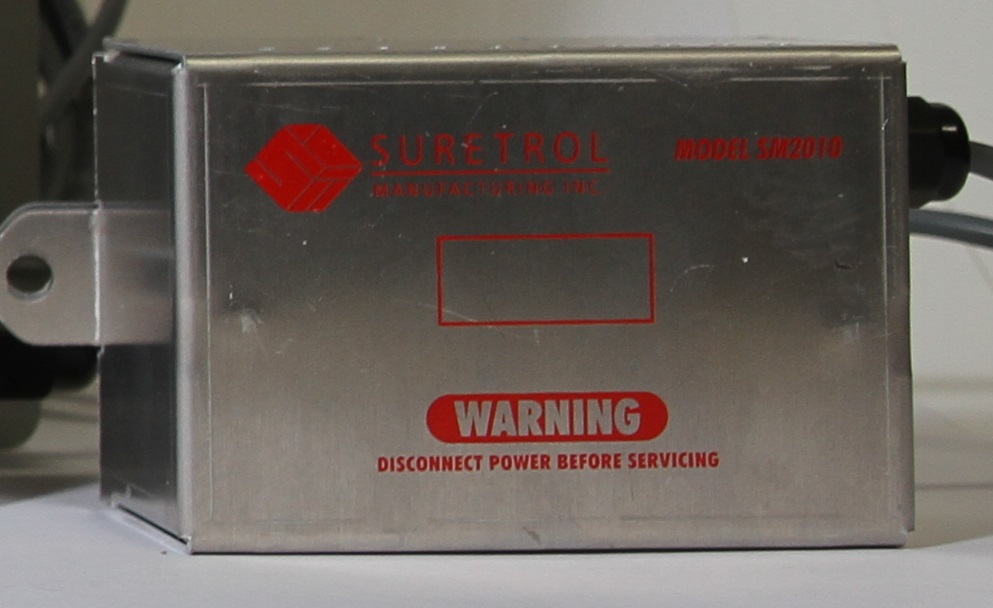 SURETROL
MANUFACTURING INC.
MODEL SM2010
WARNING
DISCONNECT POWER BEFORE SERVICING